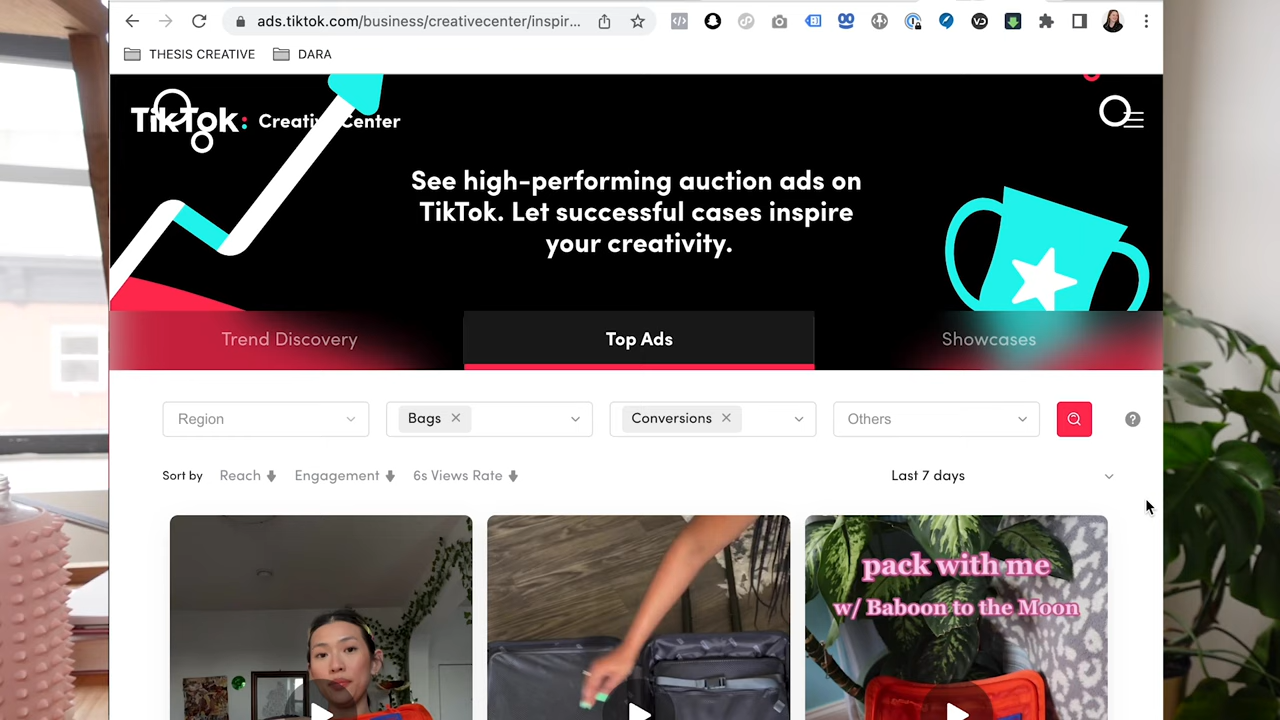 ads.tiktok.com/business/creativecenter/inspir...
THESIS CREATIVE
DARA
TikTok: Creative Center
See high-performing auction ads on
TikTok. Let successful cases inspire
your creativity.
Trend Discovery
Top Ads
Showcases
Region
Bags
Conversions
Others
Sort by
Reach
Engagement
6s Views Rate
Last 7 days
pack with me
w/ Baboon to the Moon